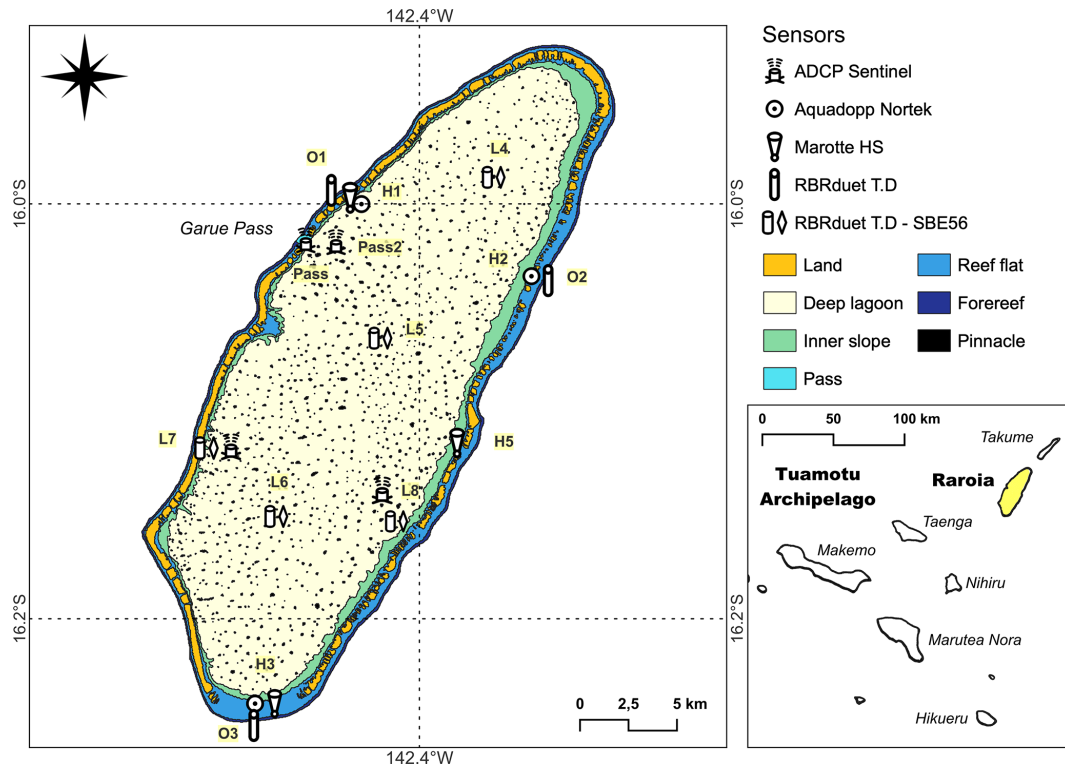 142.4°W
Sensors
ADCP Sentinel
Aquadopp Nortek
Marotte HS
RBRduet T.D
RBRduet T.D - SBE56
Land
Reef flat
Deep lagoon
Forereef
Inner slope
Pinnacle
Pass
O1
L4
H1
16.0°S
16.0°S
Garue Pass
Pass2
Pass
H2
O2
L5
L7
H5
L6
L8
16.2°S
16.2°S
H3
O3
0 2,5 5 km
142.4°W
0 50 100 km
Takume
Tuamotu
Archipelago
Raroia
Taenga
Makemo
Nihiru
Marutea Nora
Hikueru